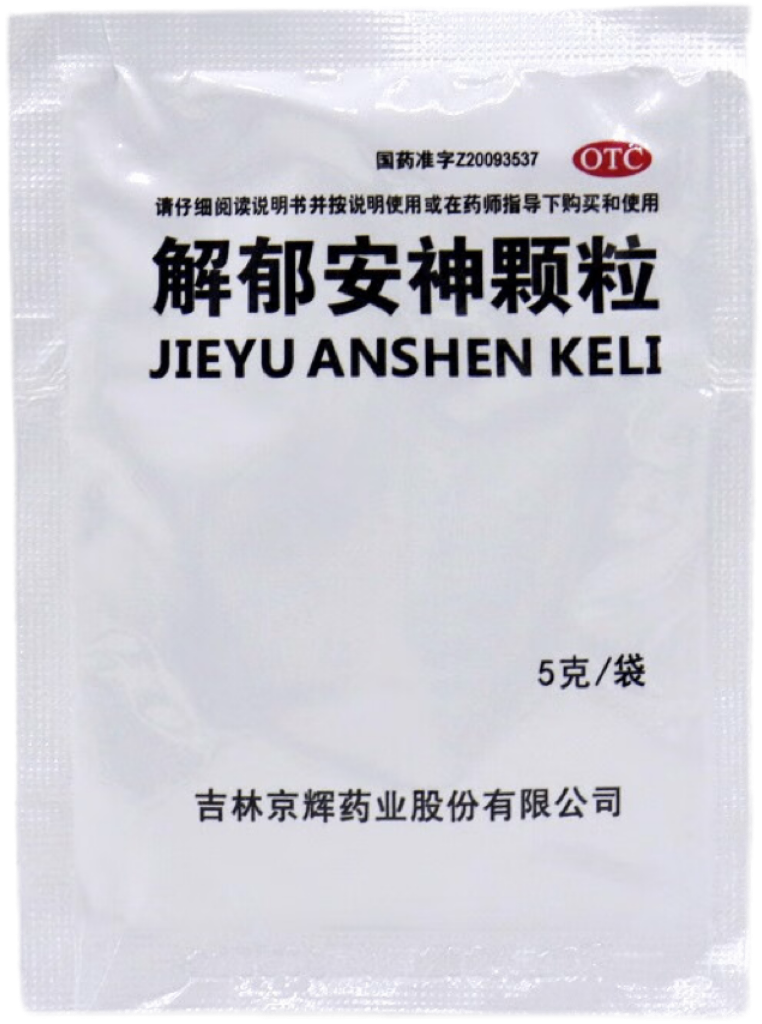 国药准字Z20093537 OTC
请仔细阅读说明书并按说明使用或在药师指导下购买和使用
解郁安神颗粒
JIEYU ANSHEN KELI
5克/袋
吉林京辉药业股份有限公司